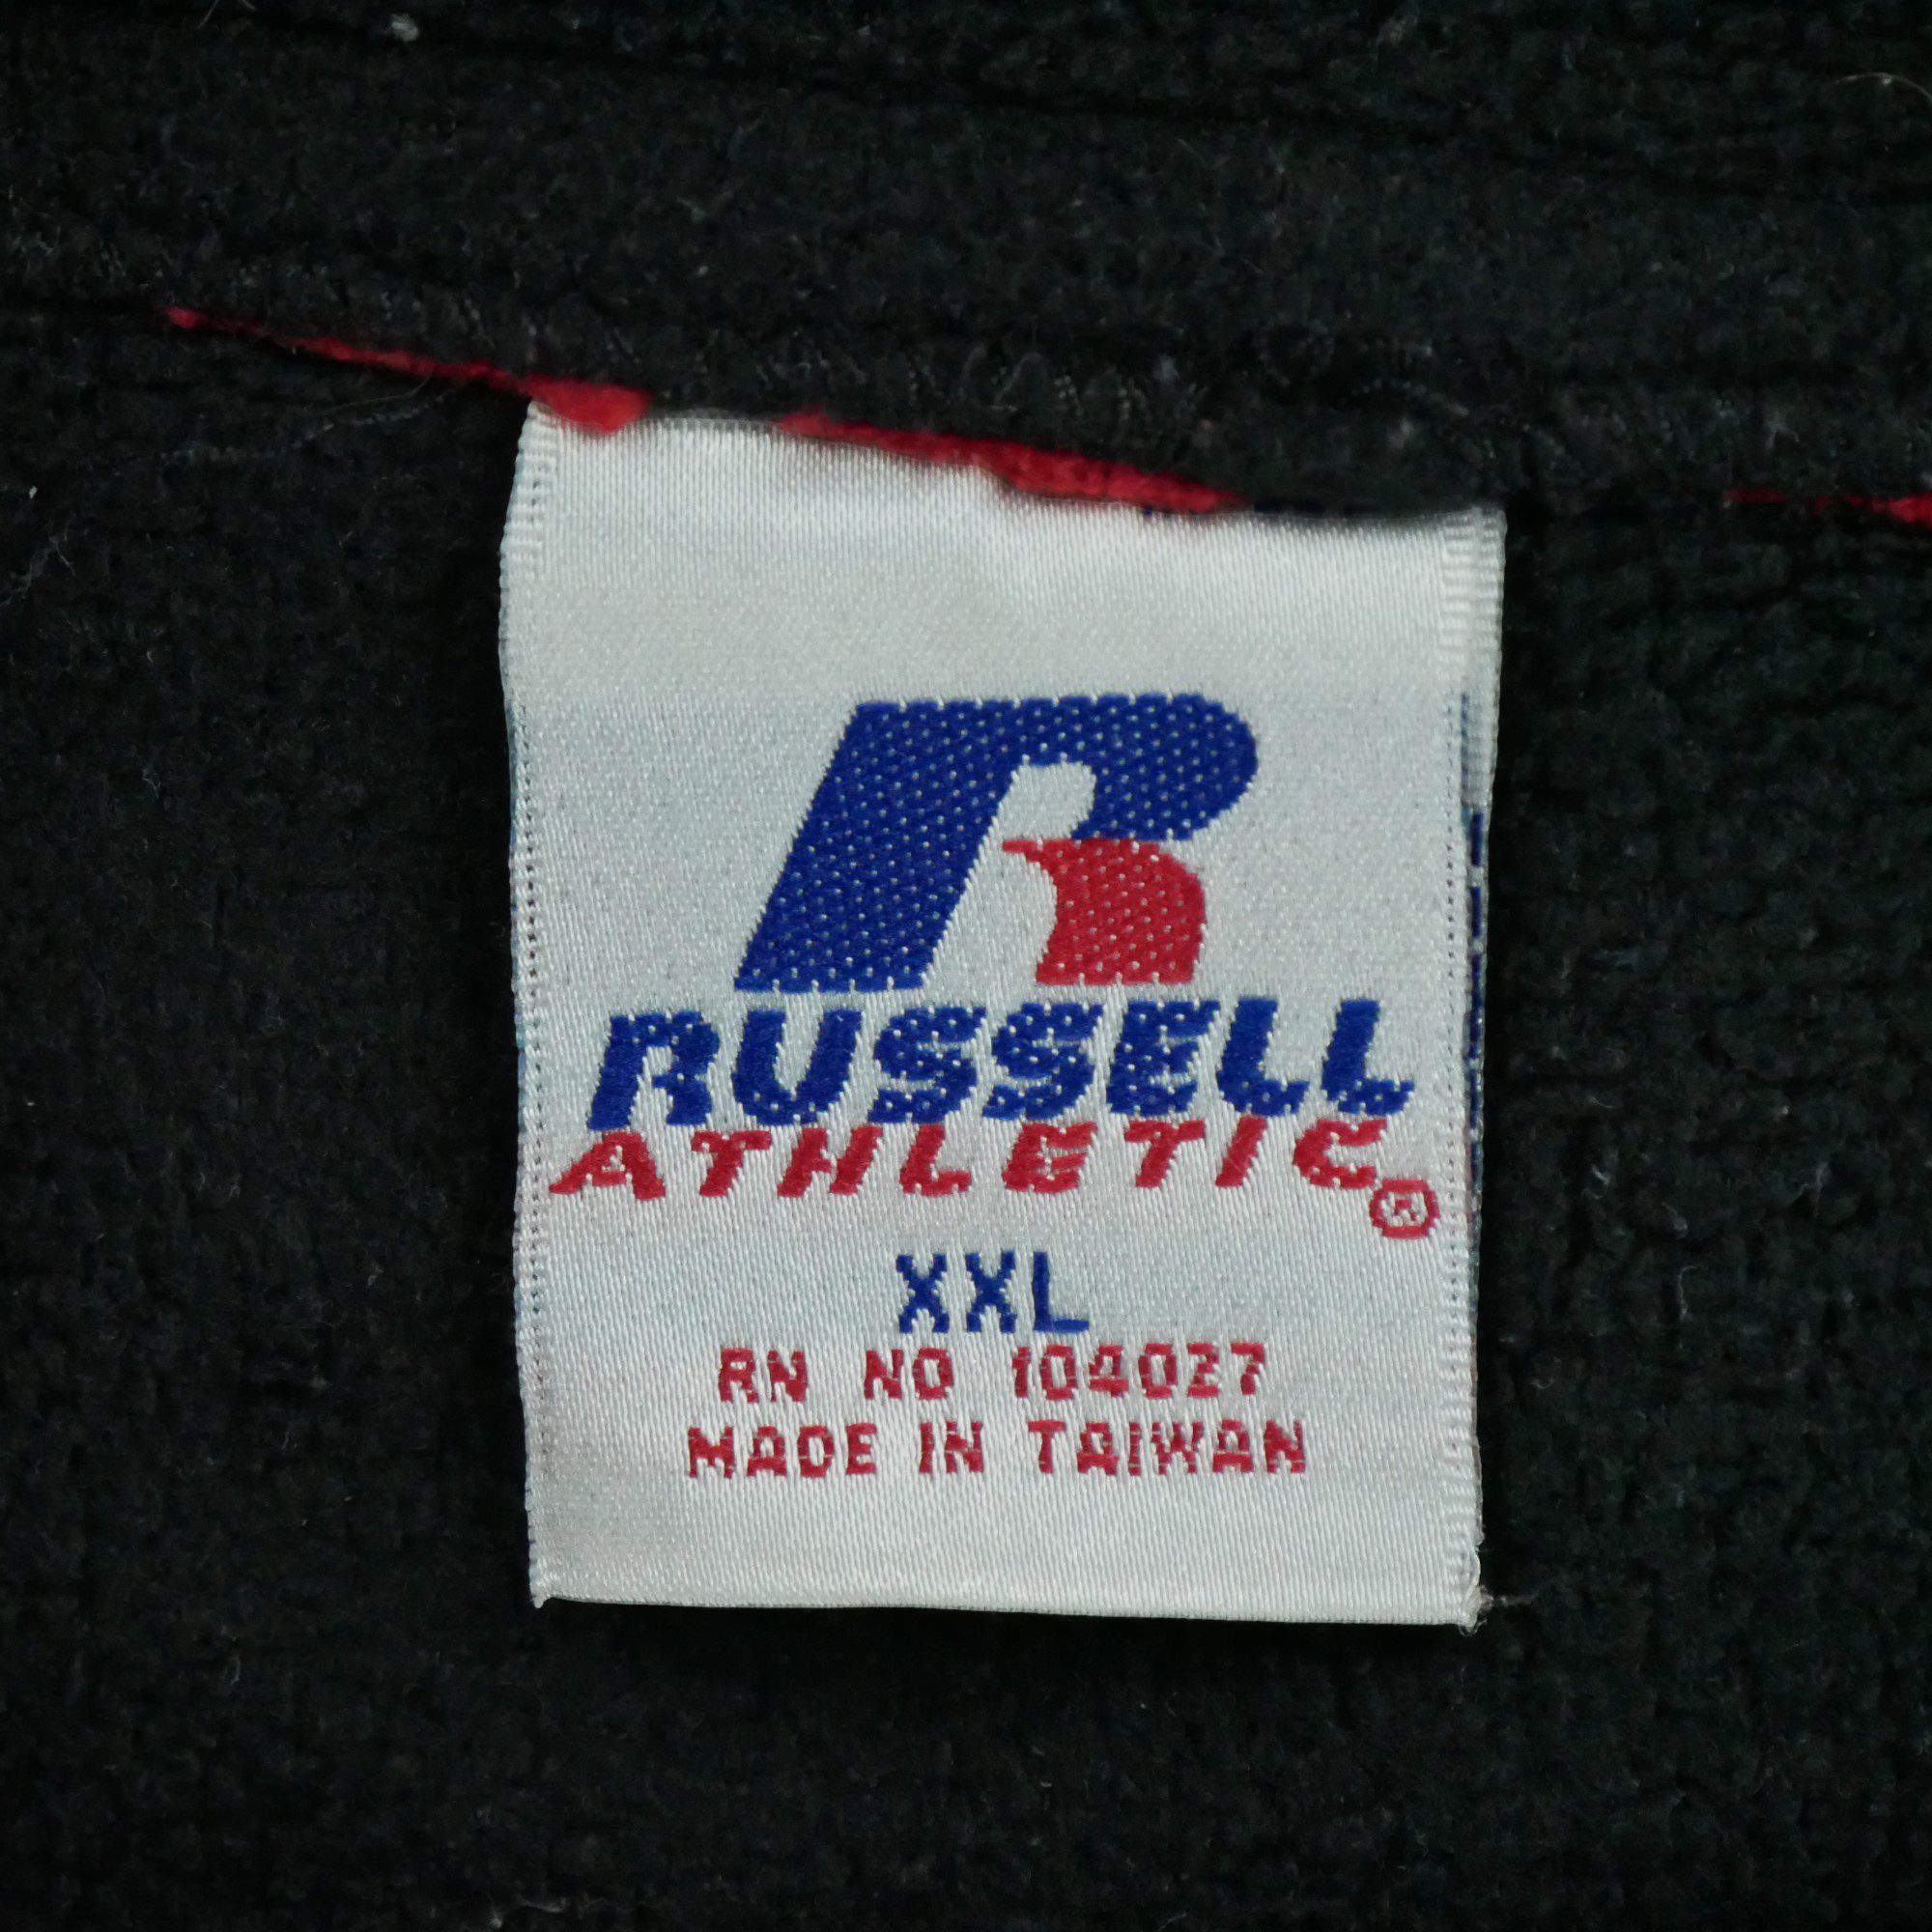 R
RUSSELL
ATHLETIC®
XXL
RN NO 104027
MADE IN TAIWAN